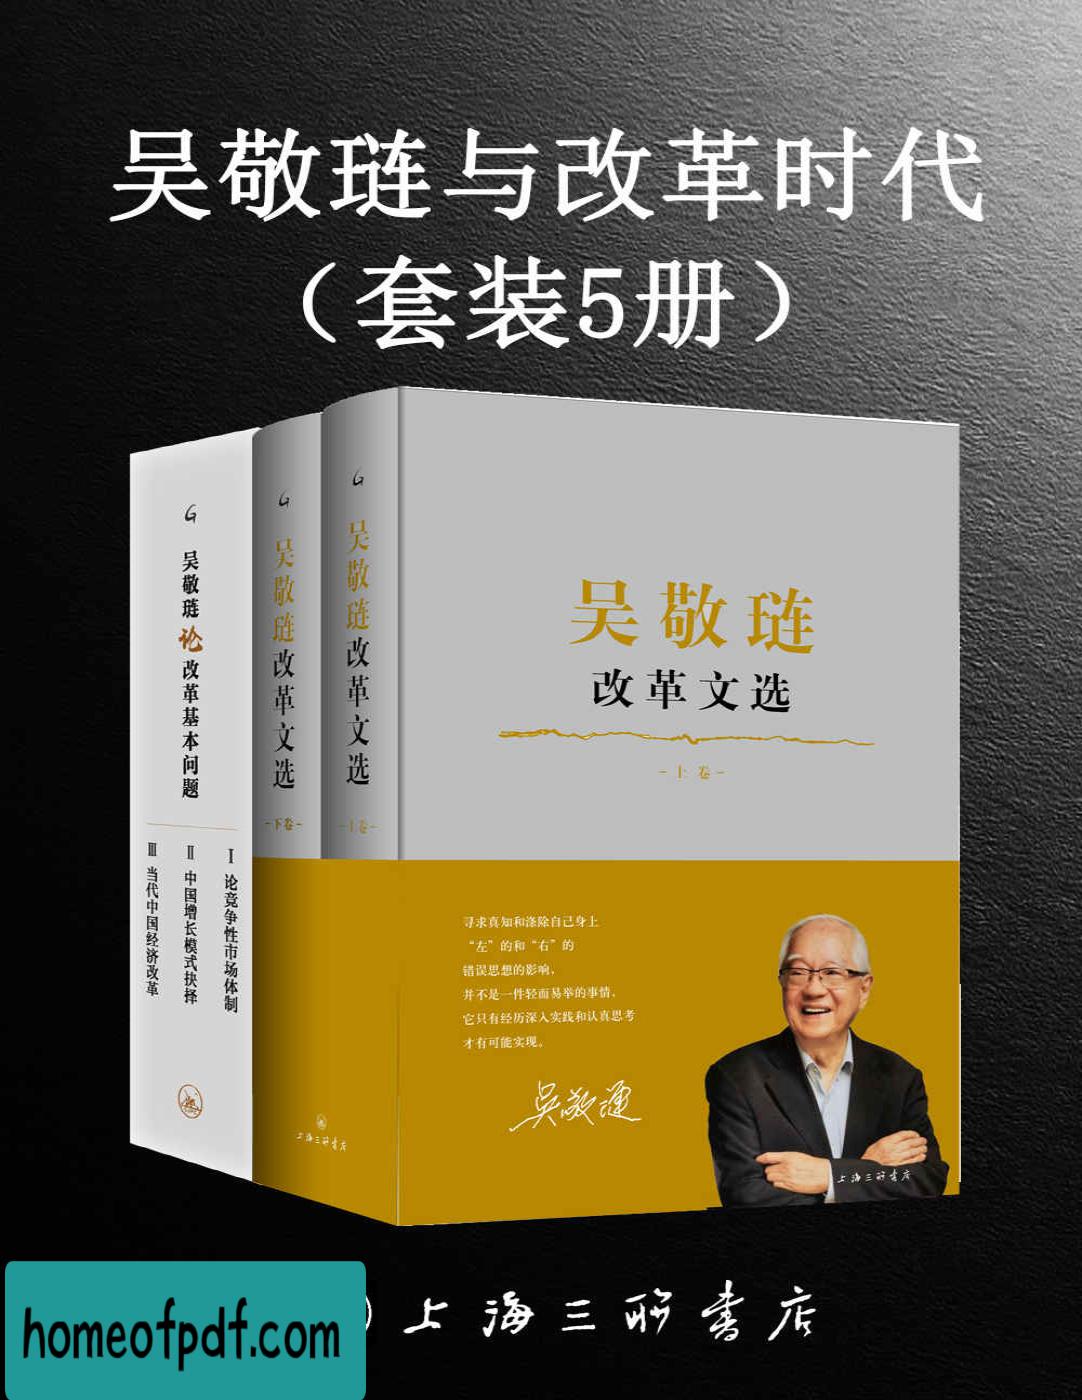 吴敬琏与改革时代
（套装5册）
吴敬琏论改革基本问题
I 论竞争性市场体制
II 中国增长模式抉择
III 当代中国经济改革
吴敬琏改革文选
-下卷-
吴敬琏改革文选
-上卷-
上海三联书店
吴敬琏
改革文选
-上卷-
寻求真知和涤除自己身上
“左”的和“右”的
错误思想的影响，
并不是一件轻而易举的事情，
它只有经历深入实践和认真思考
才有可能实现。
吴敬琏
上海三联书店
上海三联书店
homeofpdf.com